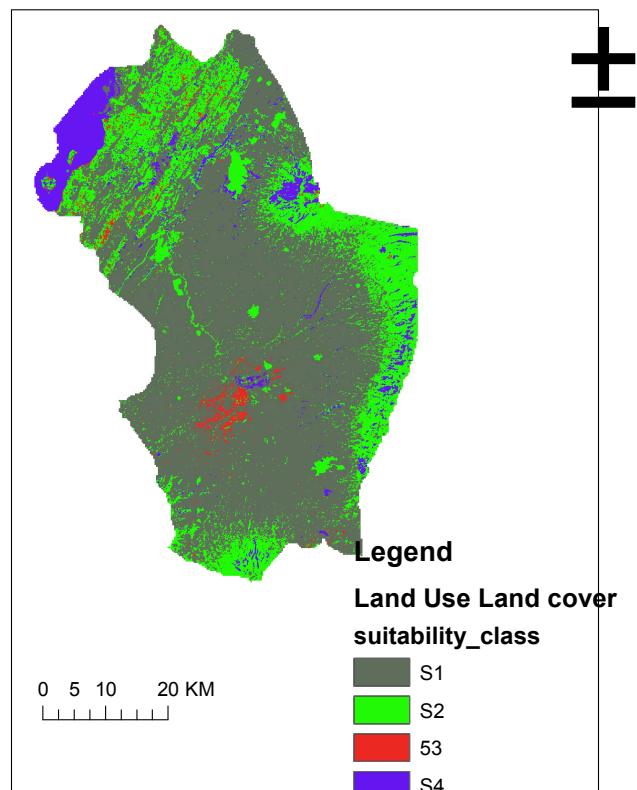 Legend
Land Use Land cover
suitability_class
S1
S2
53
S4
0 5 10 20 KM